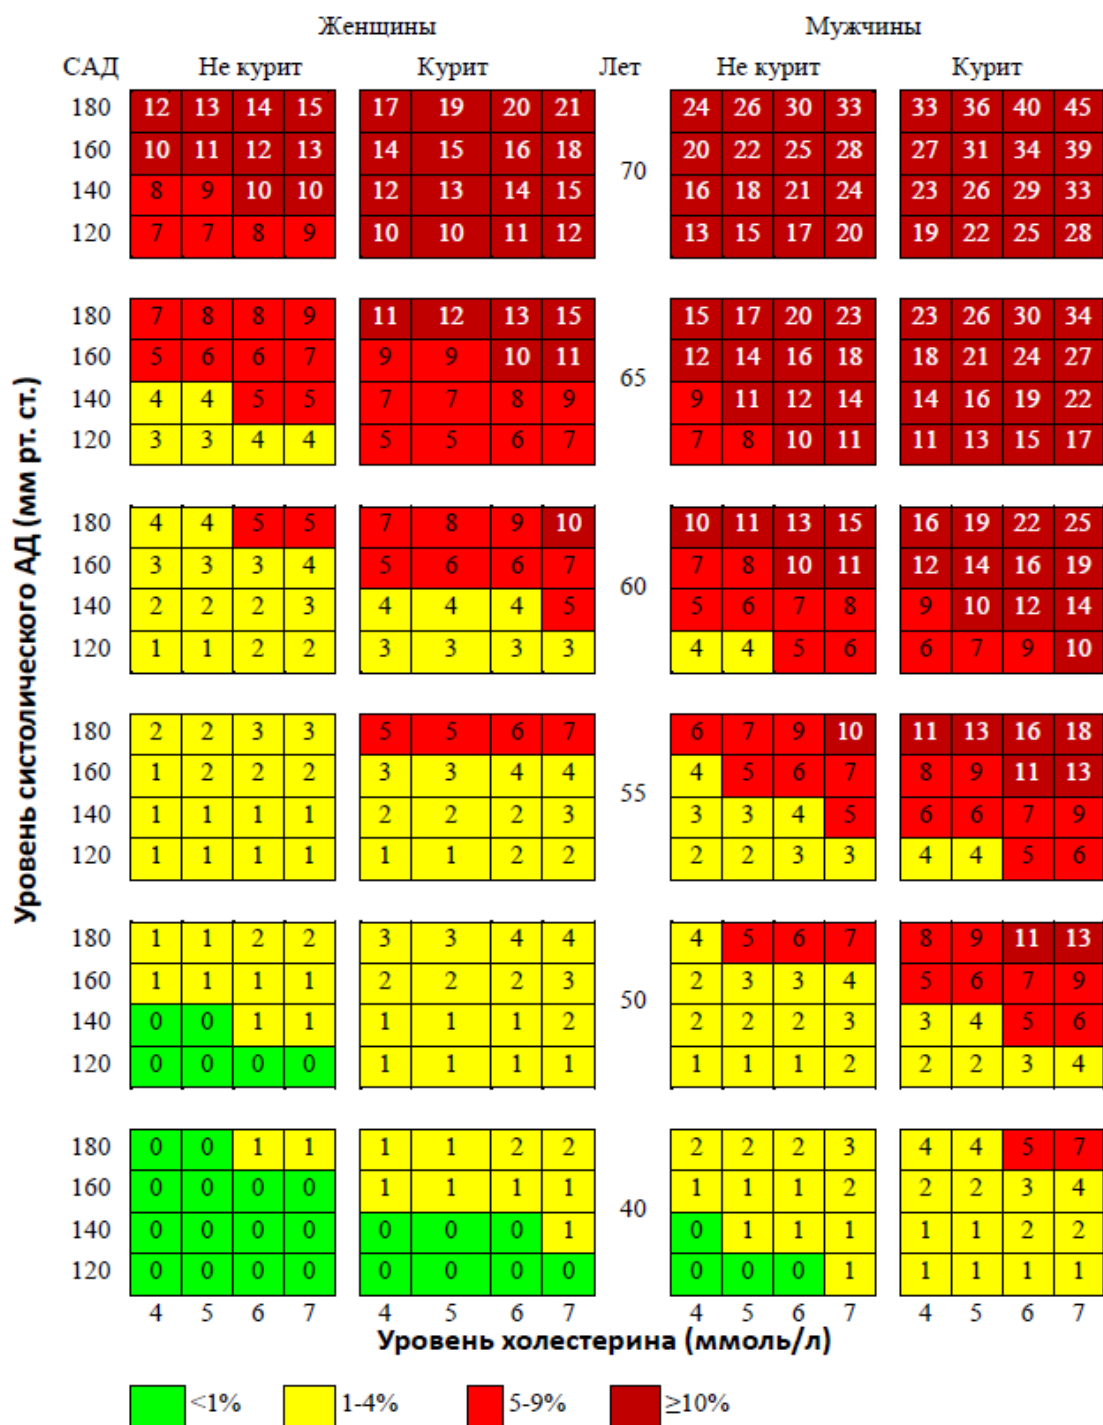 Женщины Мужчины
САД Не курит Курит Лет Не курит Курит
180 12 13 14 15 17 19 20 21 24 26 30 33 33 36 40 45
160 10 11 12 13 14 15 16 18 20 22 25 28 27 31 34 39
70
140 8 9 10 10 12 13 14 15 16 18 21 24 23 26 29 33
120 7 7 8 9 10 10 11 12 13 15 17 20 19 22 25 28
180 7 8 8 9 11 12 13 15 15 17 20 23 23 26 30 34
160 5 6 6 7 9 9 10 11 12 14 16 18 18 21 24 27
65
140 4 4 5 5 7 7 8 9 9 11 12 14 14 16 19 22
120 3 3 4 4 5 5 6 7 7 8 10 11 11 13 15 17
180 4 4 5 5 7 8 9 10 10 11 13 15 16 19 22 25
160 3 3 3 4 5 6 6 7 7 8 10 11 12 14 16 19
60
140 2 2 2 3 4 4 4 5 5 6 7 8 9 10 12 14
120 1 1 2 2 3 3 3 3 4 4 5 6 6 7 9 10
180 2 2 3 3 5 5 6 7 6 7 9 10 11 13 16 18
160 1 2 2 2 3 3 4 4 4 5 6 7 8 9 11 13
55
140 1 1 1 1 2 2 2 3 3 3 4 5 6 6 7 9
120 1 1 1 1 1 1 2 2 2 2 3 3 4 4 5 6
180 1 1 2 2 3 3 4 4 4 5 6 7 8 9 11 13
160 1 1 1 1 2 2 2 3 2 3 3 4 5 6 7 9
50
140 0 0 1 1 1 1 1 2 2 2 2 3 3 4 5 6
120 0 0 0 0 1 1 1 1 1 1 1 2 2 2 3 4
180 0 0 1 1 1 1 2 2 2 2 2 3 4 4 5 7
160 0 0 0 0 1 1 1 1 1 1 1 2 2 2 3 4
40
140 0 0 0 0 0 0 0 1 0 1 1 1 1 1 2 2
120 0 0 0 0 0 0 0 0 0 0 0 1 1 1 1 1
4 5 6 7 4 5 6 7 4 5 6 7 4 5 6 7
Уровень систолического АД (мм рт. ст.)
Уровень холестерина (ммоль/л)
<1% 1-4% 5-9% ≥10%